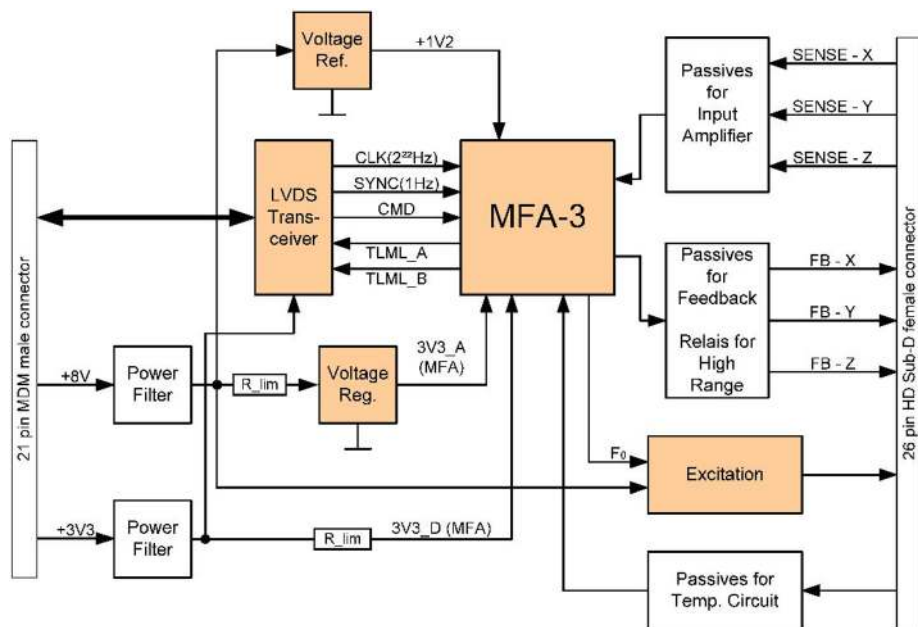 Voltage
Ref.
+1V2
Passives
for
Input
Amplifier
SENSE - X
SENSE - Y
SENSE - Z
LVDS
Trans-
ceiver
CLK(2²²Hz)
SYNC(1Hz)
CMD
TLML_A
TLML_B
MFA-3
Passives
for
Feedback
Relais for
High
Range
FB - X
FB - Y
FB - Z
21 pin MDM male connector
+8V
Power
Filter
R_lim
Voltage
Reg.
3V3_A
(MFA)
F₀
Excitation
+3V3
Power
Filter
R_lim
3V3_D (MFA)
Passives for
Temp. Circuit
26 pin HD Sub-D female connector